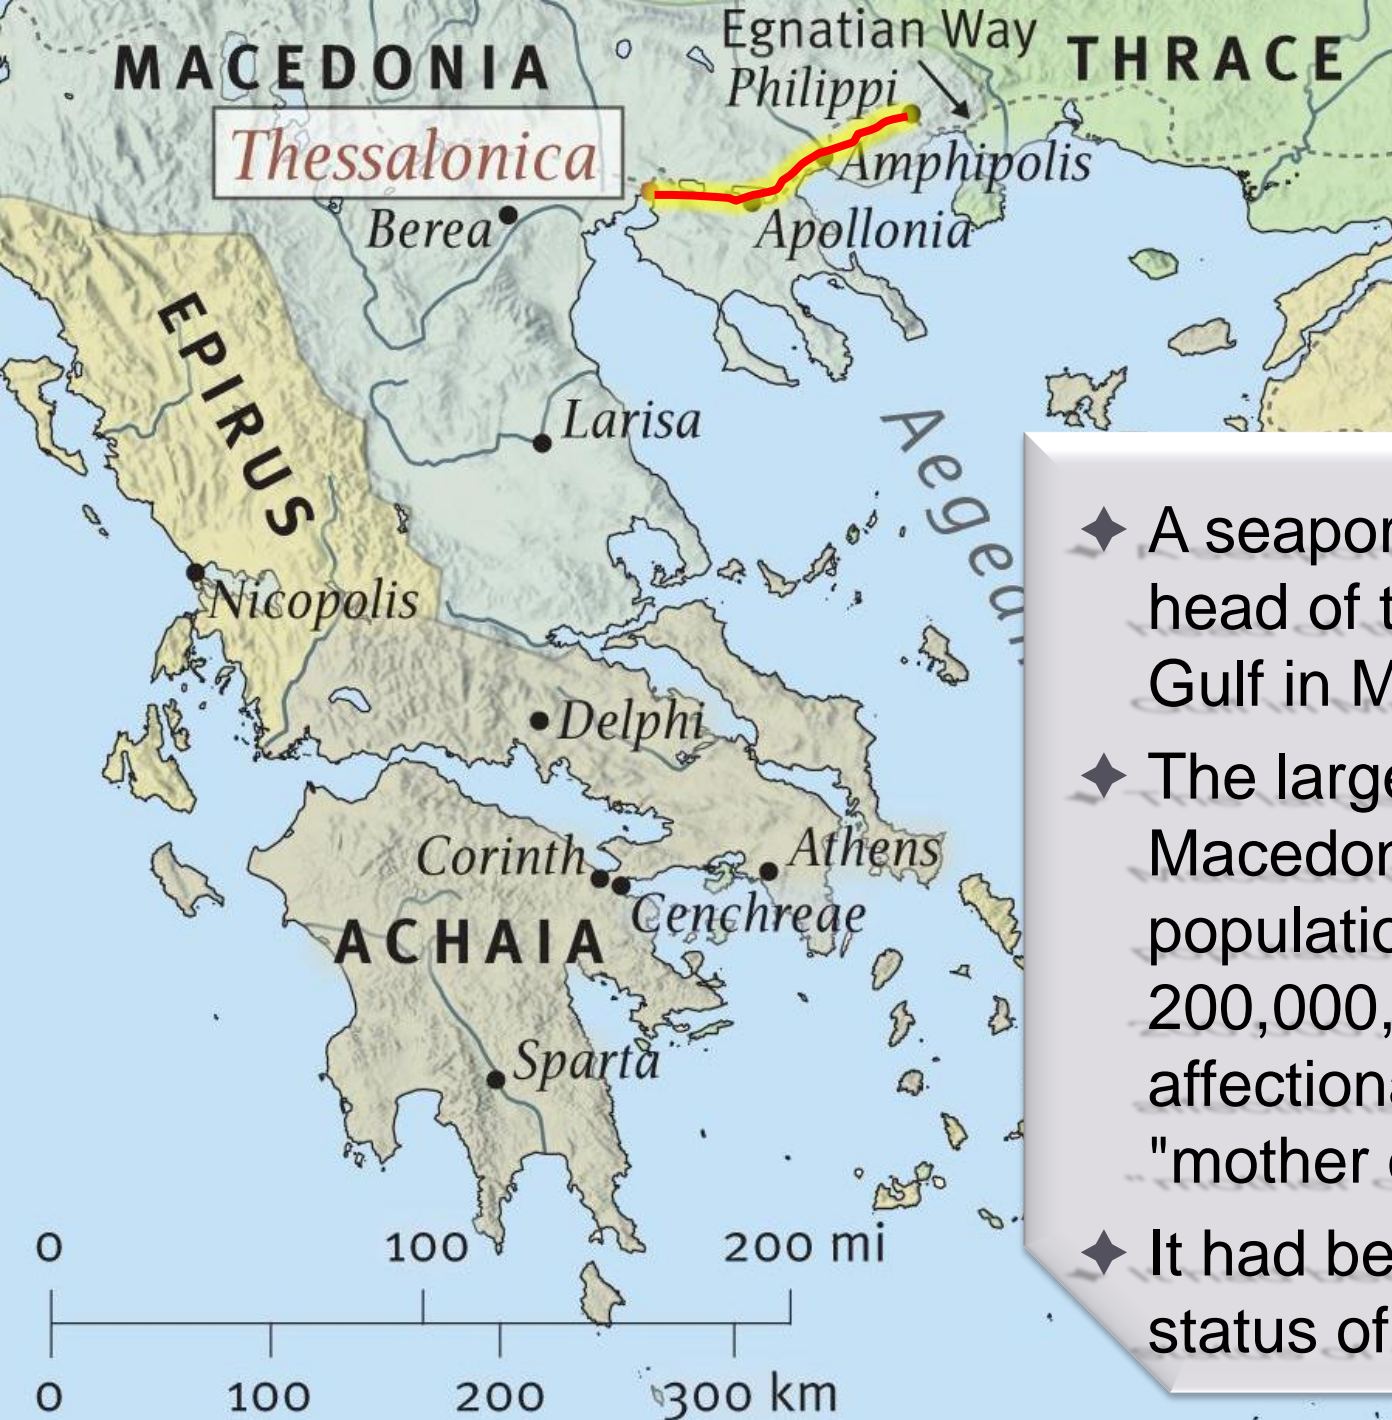 Egnatian Way
MACEDONIA
THRACE
Philippi
Thessalonica
Amphipolis
Berea
Apollonia
EPIRUS
Larisa
Aegean
A seapor
head of t
Gulf in M
Nicopolis
Delphi
The large
Macedon
populatio
200,000,
affectiona
"mother
It had be
status of
Corinth
Athens
Cenchreae
ACHAIA
Sparta
0 100 200 mi
0 100 200 300 km